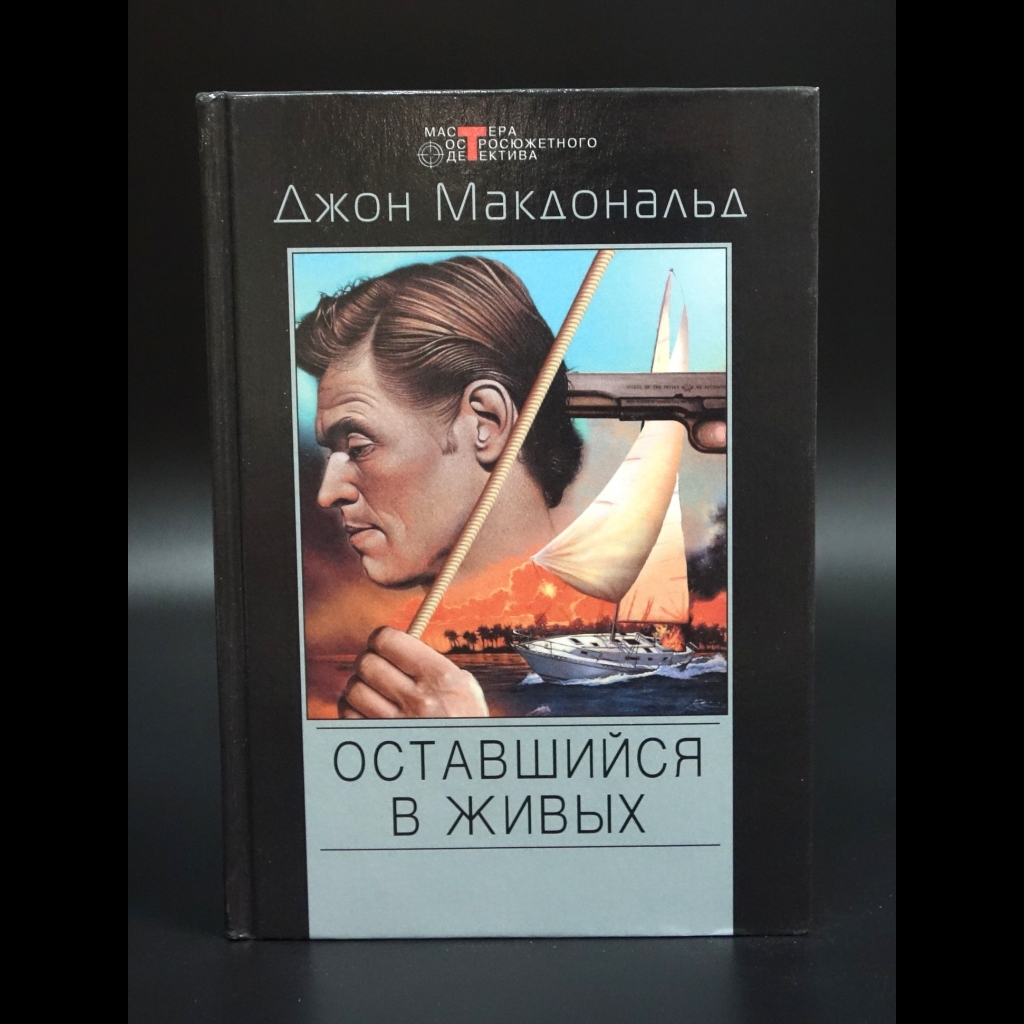 МАСТЕРА
ОСТРОСЮЖЕТНОГО
ДЕТЕКТИВА
Джон Макдональд
ОСТАВШИЙСЯ
В ЖИВЫХ